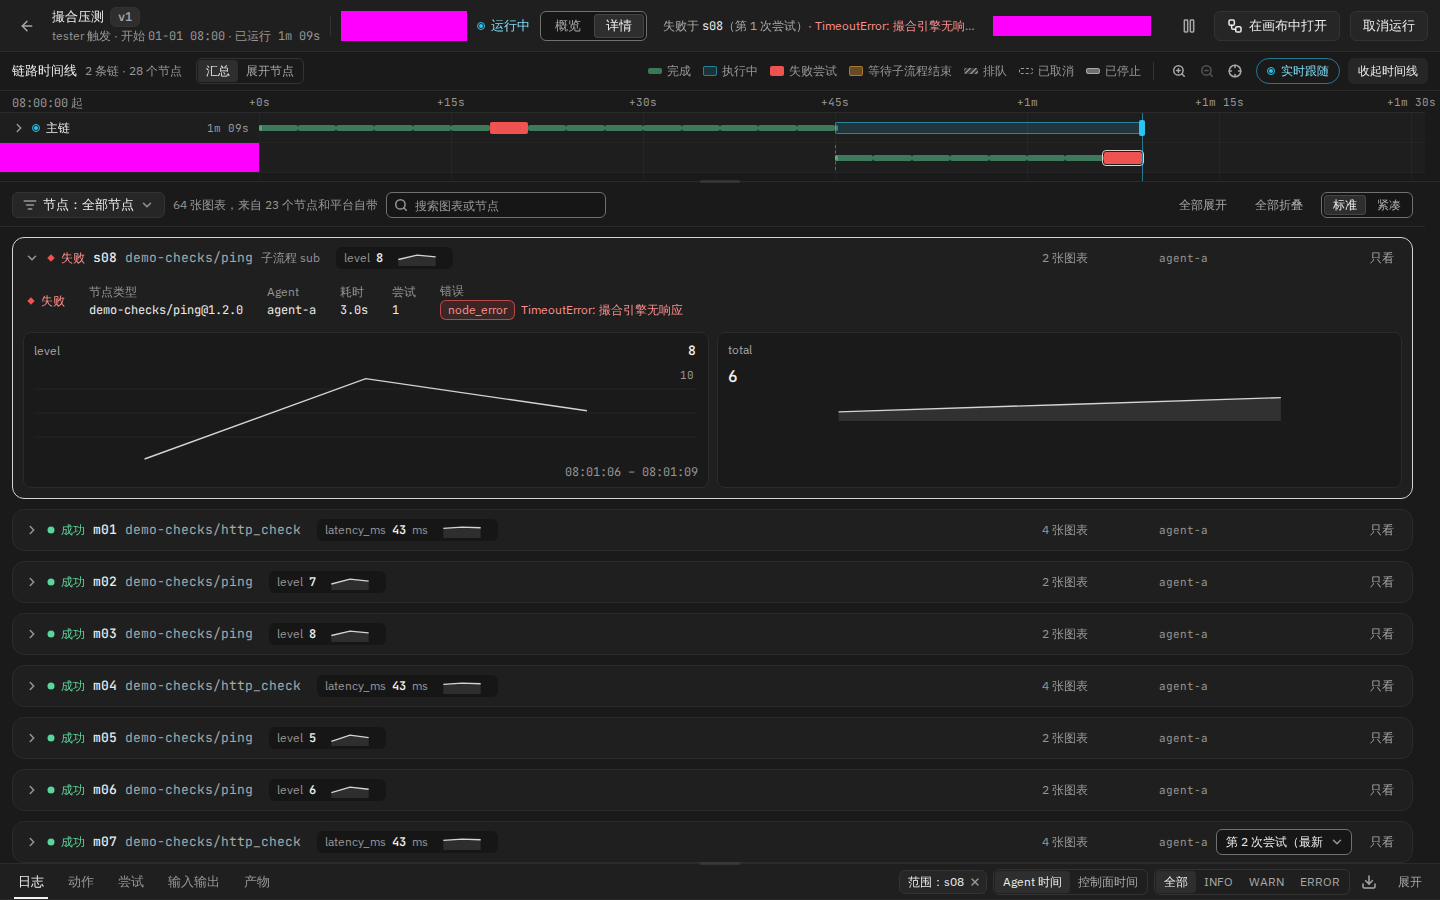 撮合压测 v1
tester 触发 · 开始 01-01 08:00 · 已运行 1m 09s
运行中
概览 详情
失败于 s08（第 1 次尝试）· TimeoutError: 撮合引擎无响...
在画布中打开 取消运行
链路时间线 2 条链 · 28 个节点 汇总 展开节点
完成 执行中 失败尝试 等待子流程结束 排队 已取消 已停止
实时跟随 收起时间线
08:00:00 起 +0s +15s +30s +45s +1m +1m 15s +1m 30s
主链 1m 09s
节点：全部节点 64 张图表，来自 23 个节点和平台自带 搜索图表或节点
全部展开 全部折叠 标准 紧凑
失败 s08 demo-checks/ping 子流程 sub level 8 2 张图表 agent-a 只看
失败
节点类型 Agent 耗时 尝试 错误
demo-checks/ping@1.2.0 agent-a 3.0s 1 node_error TimeoutError: 撮合引擎无响应
level 8
10
08:01:06 – 08:01:09
total
6
成功 m01 demo-checks/http_check latency_ms 43 ms 4 张图表 agent-a 只看
成功 m02 demo-checks/ping level 7 2 张图表 agent-a 只看
成功 m03 demo-checks/ping level 8 2 张图表 agent-a 只看
成功 m04 demo-checks/http_check latency_ms 43 ms 4 张图表 agent-a 只看
成功 m05 demo-checks/ping level 5 2 张图表 agent-a 只看
成功 m06 demo-checks/ping level 6 2 张图表 agent-a 只看
成功 m07 demo-checks/http_check latency_ms 43 ms 4 张图表 agent-a 第 2 次尝试（最新 只看
日志 动作 尝试 输入输出 产物
范围：s08 Agent 时间 控制面时间 全部 INFO WARN ERROR 展开